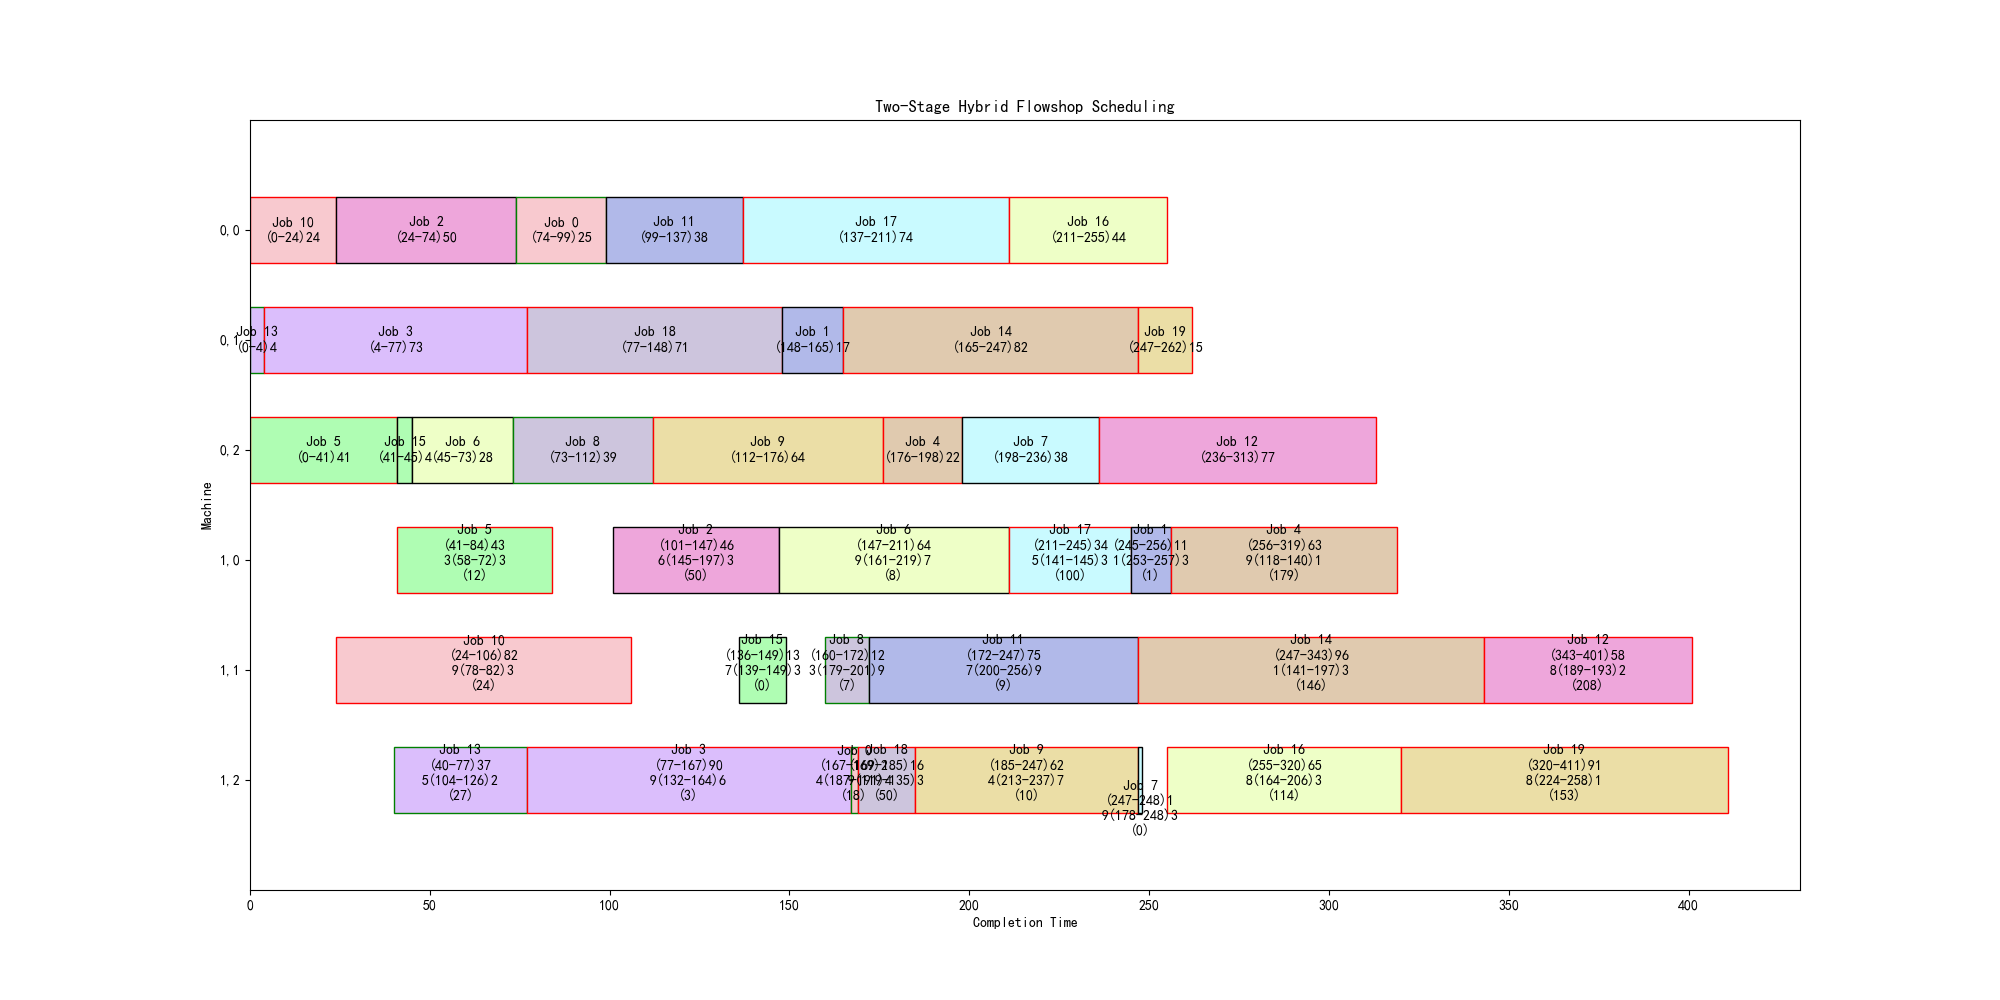 Two-Stage Hybrid Flowshop Scheduling
Machine
0,0
Job 10
(0-24)24
Job 2
(24-74)50
Job 0
(74-99)25
Job 11
(99-137)38
Job 17
(137-211)74
Job 16
(211-255)44
0,1
Job 13
(0-4)4
Job 3
(4-77)73
Job 18
(77-148)71
Job 1
(148-165)17
Job 14
(165-247)82
Job 19
(247-262)15
0,2
Job 5
(0-41)41
Job 15
(41-45)4
Job 6
(45-73)28
Job 8
(73-112)39
Job 9
(112-176)64
Job 4
(176-198)22
Job 7
(198-236)38
Job 12
(236-313)77
1,0
Job 5
(41-84)43
3(58-72)3
(12)
Job 2
(101-147)46
6(145-197)3
(50)
Job 6
(147-211)64
9(161-219)7
(8)
Job 17
(211-245)34
5(141-145)3
(100)
Job 1
(245-256)11
1(253-257)3
(1)
Job 4
(256-319)63
9(118-140)1
(179)
1,1
Job 10
(24-106)82
9(78-82)3
(24)
Job 15
(136-149)13
7(139-149)3
(0)
Job 8
(160-172)12
3(179-201)9
(7)
Job 11
(172-247)75
7(200-256)9
(9)
Job 14
(247-343)96
1(141-197)3
(146)
Job 12
(343-401)58
8(189-193)2
(208)
1,2
Job 13
(40-77)37
5(104-126)2
(27)
Job 3
(77-167)90
9(132-164)6
(3)
Job 0
(18)
Job 18
(50)
Job 9
(185-247)62
4(213-237)7
(10)
Job 7
(247-248)1
9(178-248)3
(0)
Job 16
(255-320)65
8(164-206)3
(114)
Job 19
(320-411)91
8(224-258)1
(153)
0
50
100
150
200
250
300
350
400
Completion Time